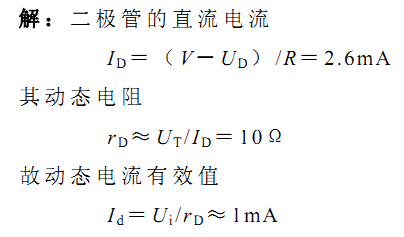 解：二极管的直流电流
I_D＝（V－U_D）/R＝2.6mA
其动态电阻
r_D≈U_T/I_D＝10Ω
故动态电流有效值
I_d＝U_i/r_D≈1mA